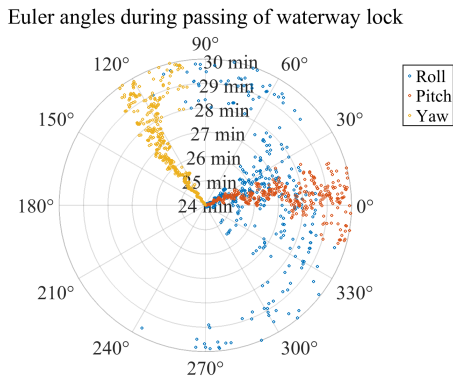 Euler angles during passing of waterway lock
90°
120°
60°
30 min
Roll
29 min
Pitch
Yaw
150°
28 min
30°
27 min
26 min
25 min
180°
24 min
0°
210°
330°
240°
300°
270°